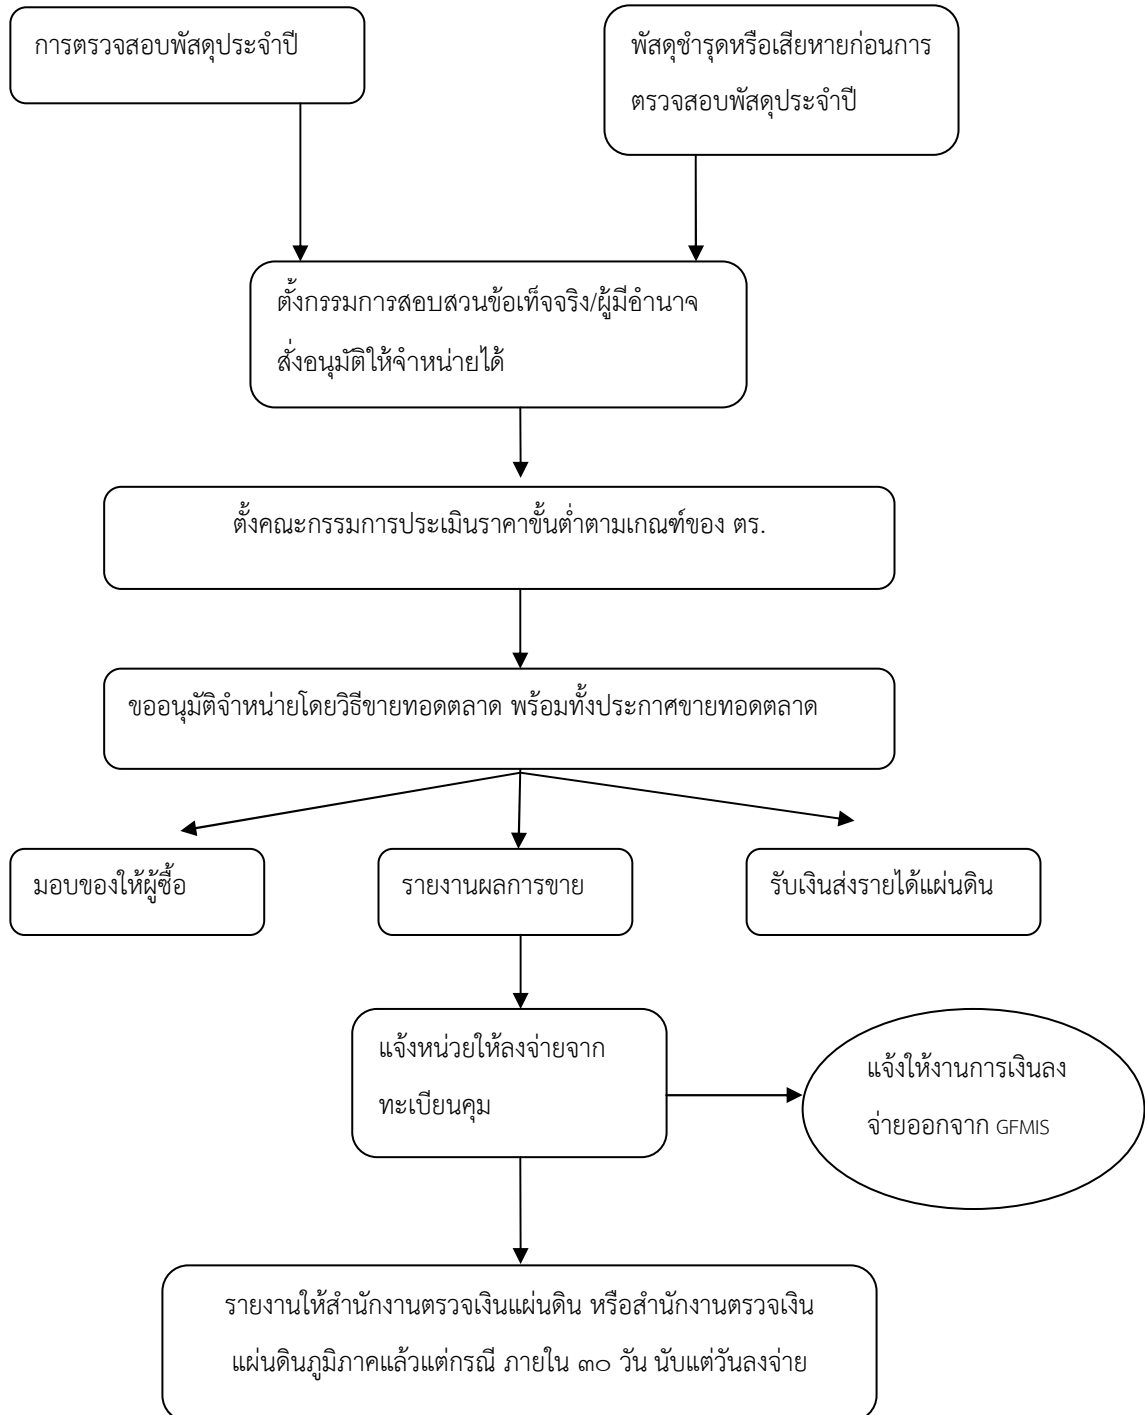 การตรวจสอบพัสดุประจำปี
พัสดุชำรุดหรือเสียหายก่อนการ
ตรวจสอบพัสดุประจำปี
ตั้งกรรมการสอบสวนข้อเท็จจริง/ผู้มีอำนาจ
สั่งอนุมัติให้จำหน่ายได้
ตั้งคณะกรรมการประเมินราคาขั้นต่ำตามเกณฑ์ของ ตร.
ขออนุมัติจำหน่ายโดยวิธีขายทอดตลาด พร้อมทั้งประกาศขายทอดตลาด
มอบของให้ผู้ซื้อ
รายงานผลการขาย
รับเงินส่งรายได้แผ่นดิน
แจ้งหน่วยให้ลงจ่ายจาก
ทะเบียนคุม
แจ้งให้งานการเงินลง
จ่ายออกจาก GFMIS
รายงานให้สำนักงานตรวจเงินแผ่นดิน หรือสำนักงานตรวจเงิน
แผ่นดินภูมิภาคแล้วแต่กรณี ภายใน ๓๐ วัน นับแต่วันลงจ่าย